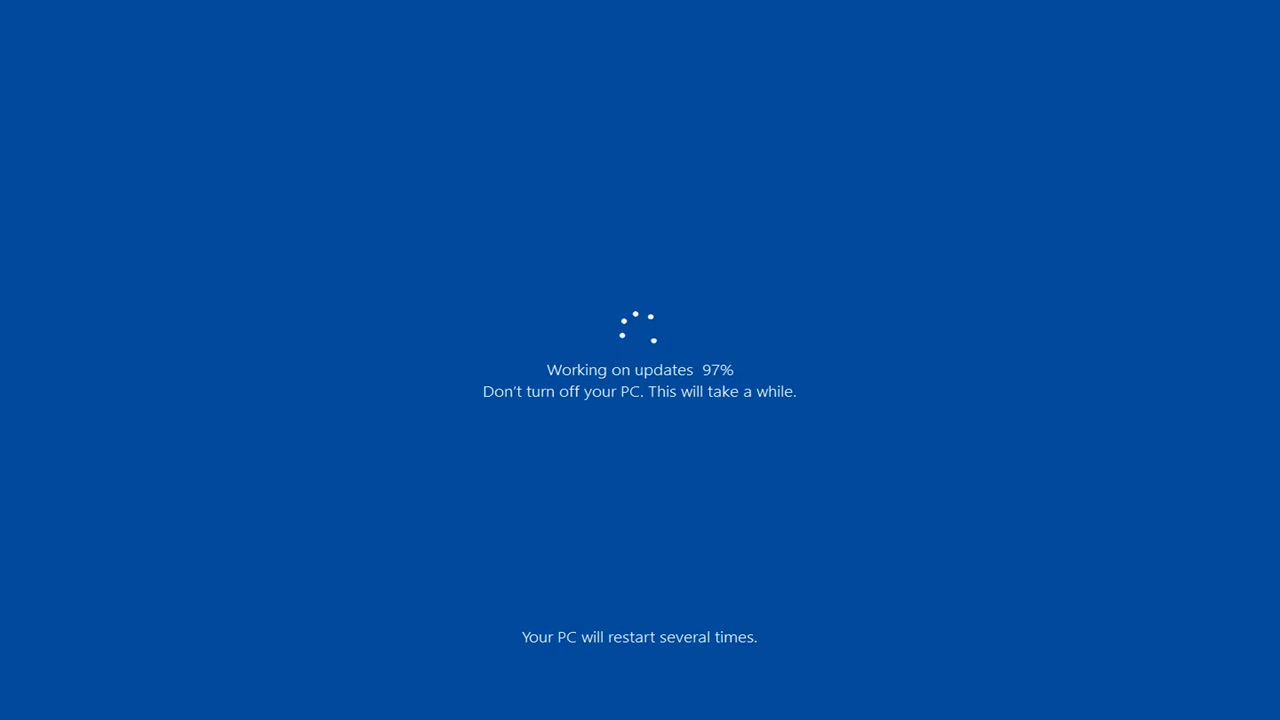 Working on updates  97%
Don't turn off your PC. This will take a while.
Your PC will restart several times.